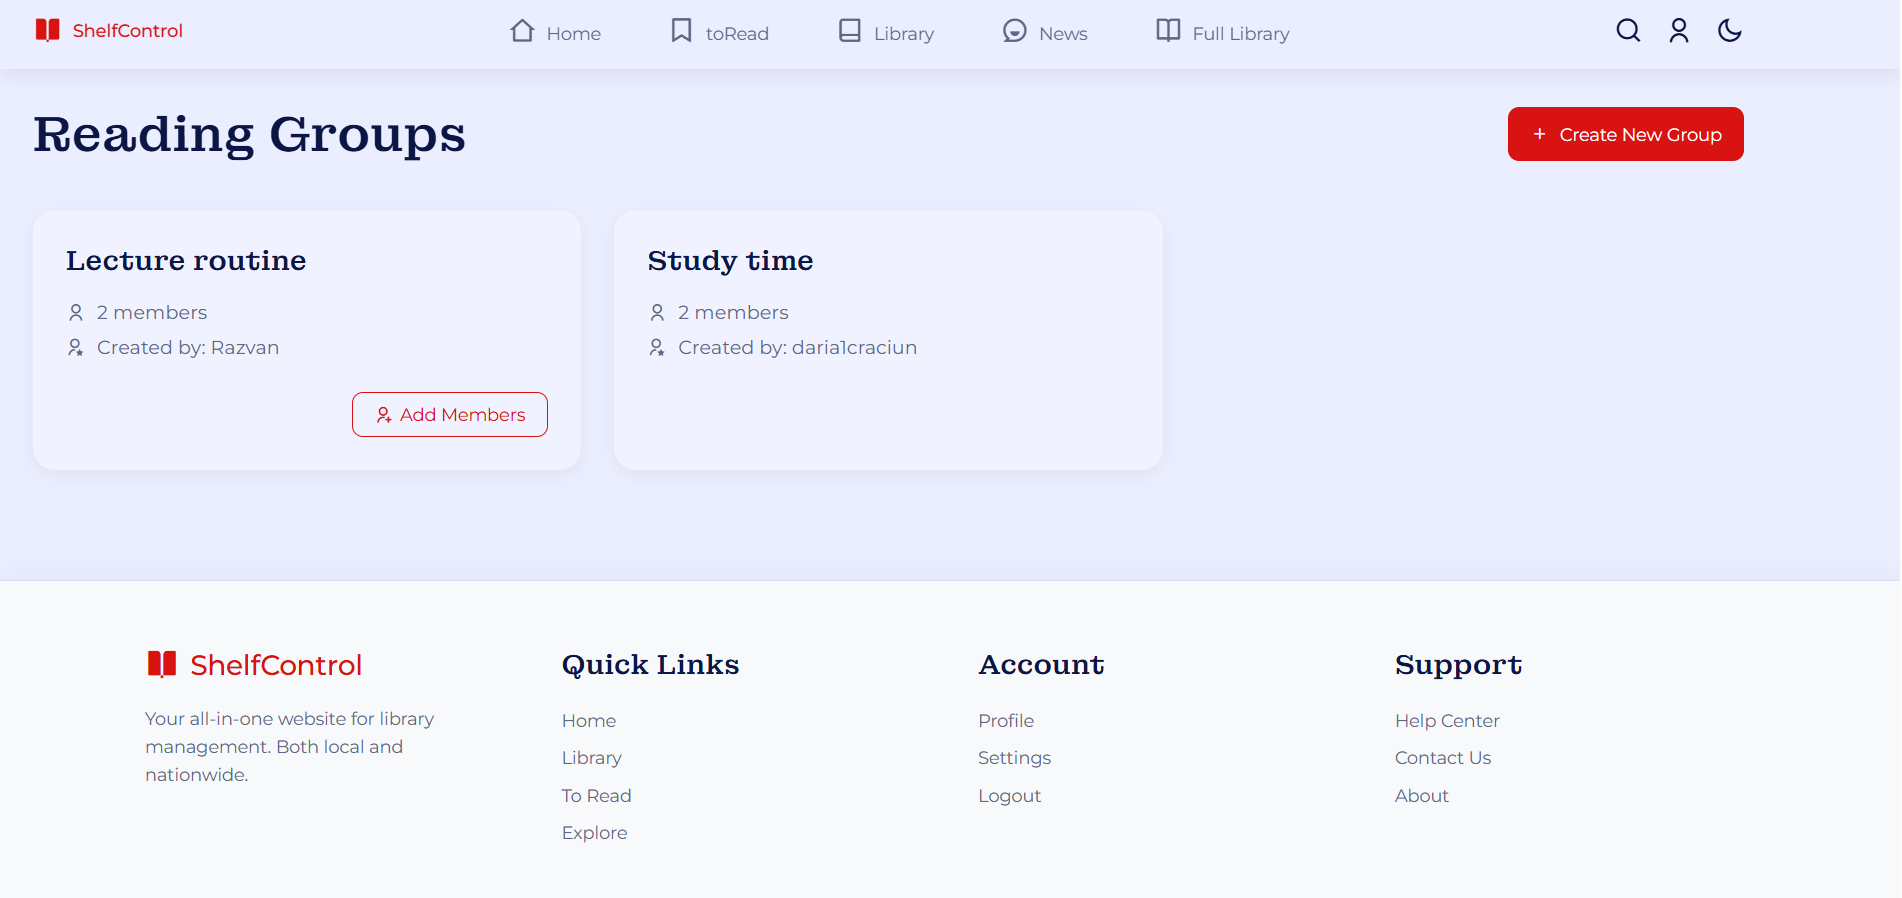 ShelfControl
Home
toRead
Library
News
Full Library
Reading Groups
+ Create New Group
Lecture routine
2 members
Created by: Razvan
Add Members
Study time
2 members
Created by: daria1craciun
ShelfControl
Your all-in-one website for library
management. Both local and
nationwide.
Quick Links
Home
Library
To Read
Explore
Account
Profile
Settings
Logout
Support
Help Center
Contact Us
About